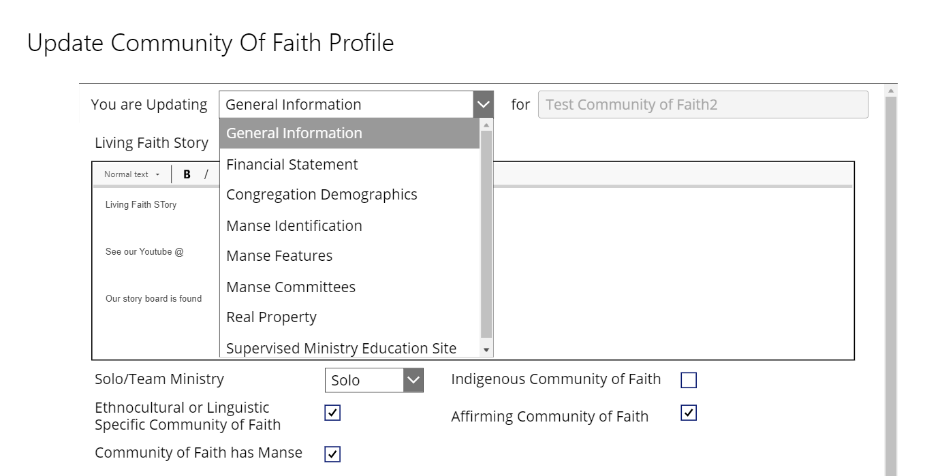 Update Community Of Faith Profile
You are Updating General Information for Test Community of Faith2
Living Faith Story
General Information
Financial Statement
Congregation Demographics
Manse Identification
Manse Features
Manse Committees
Real Property
Supervised Ministry Education Site
Normal text B I
Living Faith STory
See our Youtube @
Our story board is found
Solo/Team Ministry Solo Indigenous Community of Faith
Ethnocultural or Linguistic
Specific Community of Faith
Affirming Community of Faith
Community of Faith has Manse